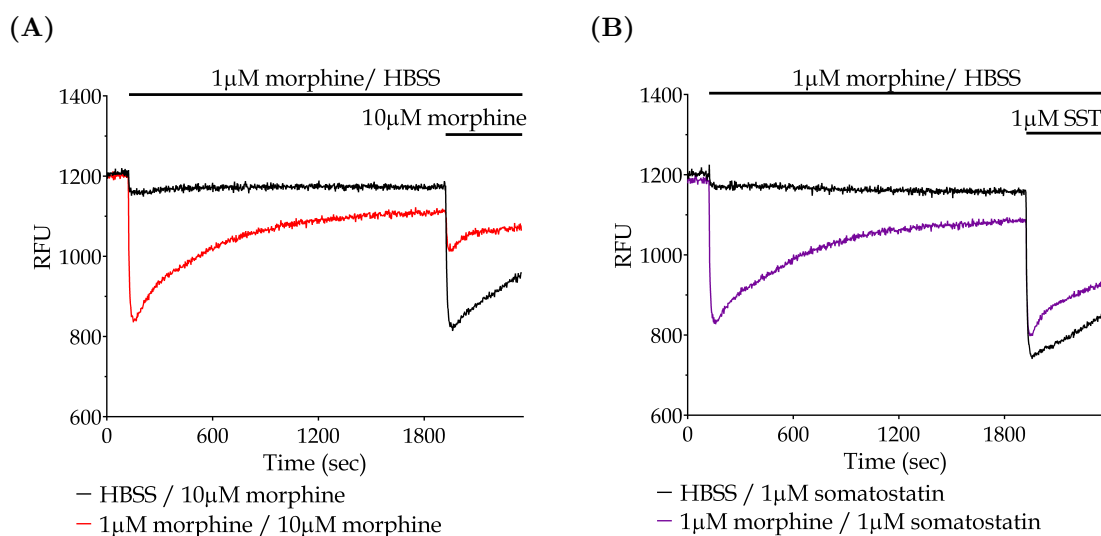 (A)
1μM morphine/ HBSS
10μM morphine
1400
1200
1000
800
600
RFU
0
600
1200
1800
Time (sec)
HBSS / 10μM morphine
1μM morphine / 10μM morphine
(B)
1μM morphine/ HBSS
1μM SST
1400
1200
1000
800
600
RFU
0
600
1200
1800
Time (sec)
HBSS / 1μM somatostatin
1μM morphine / 1μM somatostatin